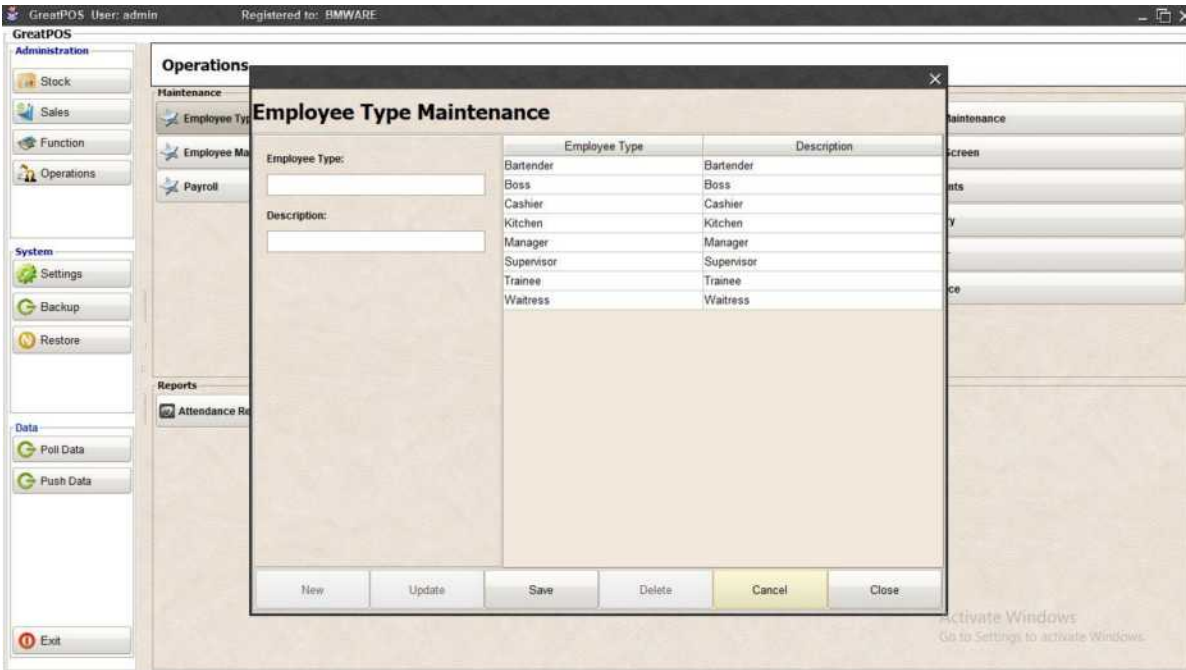 GreatPOS User: admin Registered to: BMWARE
GreatPOS
Administration
Stock
Sales
Function
Operations
System
Settings
Backup
Restore
Data
Poll Data
Push Data
Exit
Operations
Maintenance
Employee Typ
Employee Ma
Payroll
Reports
Attendance Re
Employee Type Maintenance
Employee Type:
Description:
Employee Type Description
Bartender Bartender
Boss Boss
Cashier Cashier
Kitchen Kitchen
Manager Manager
Supervisor Supervisor
Trainee Trainee
Waitress Waitress
New Update Save Delete Cancel Close
Maintenance
Screen
nts
y
ce
Activate Windows
Go to Settings to activate Windows.